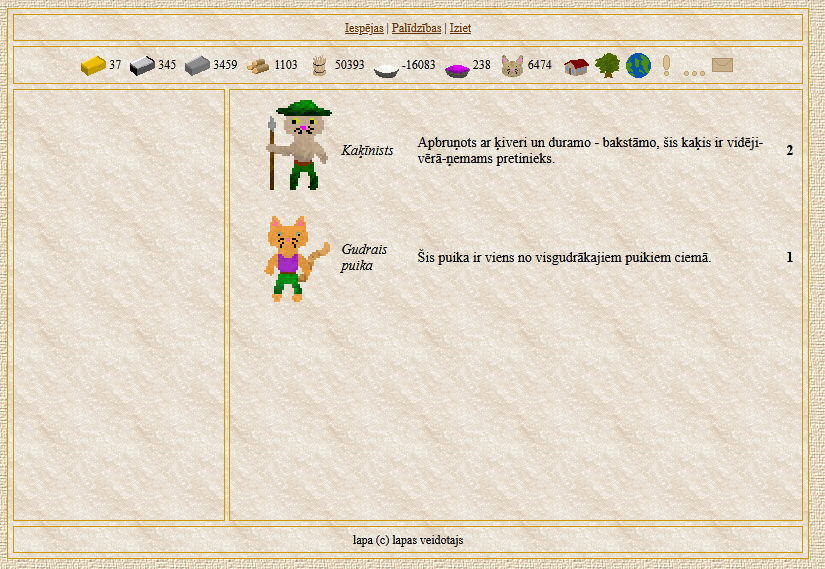 Iespējas | Palīdzības | Iziet
37 345 3459 1103 50393 -16083 238 6474
Kaķīnists
Apbruņots ar ķiveri un duramo - bakstāmo, šis kaķis ir vidēji-
vērā-ņemams pretinieks.
2
Gudrais
puika
Šis puika ir viens no visgudrākajiem puikiem ciemā.
1
lapa (c) lapas veidotajs